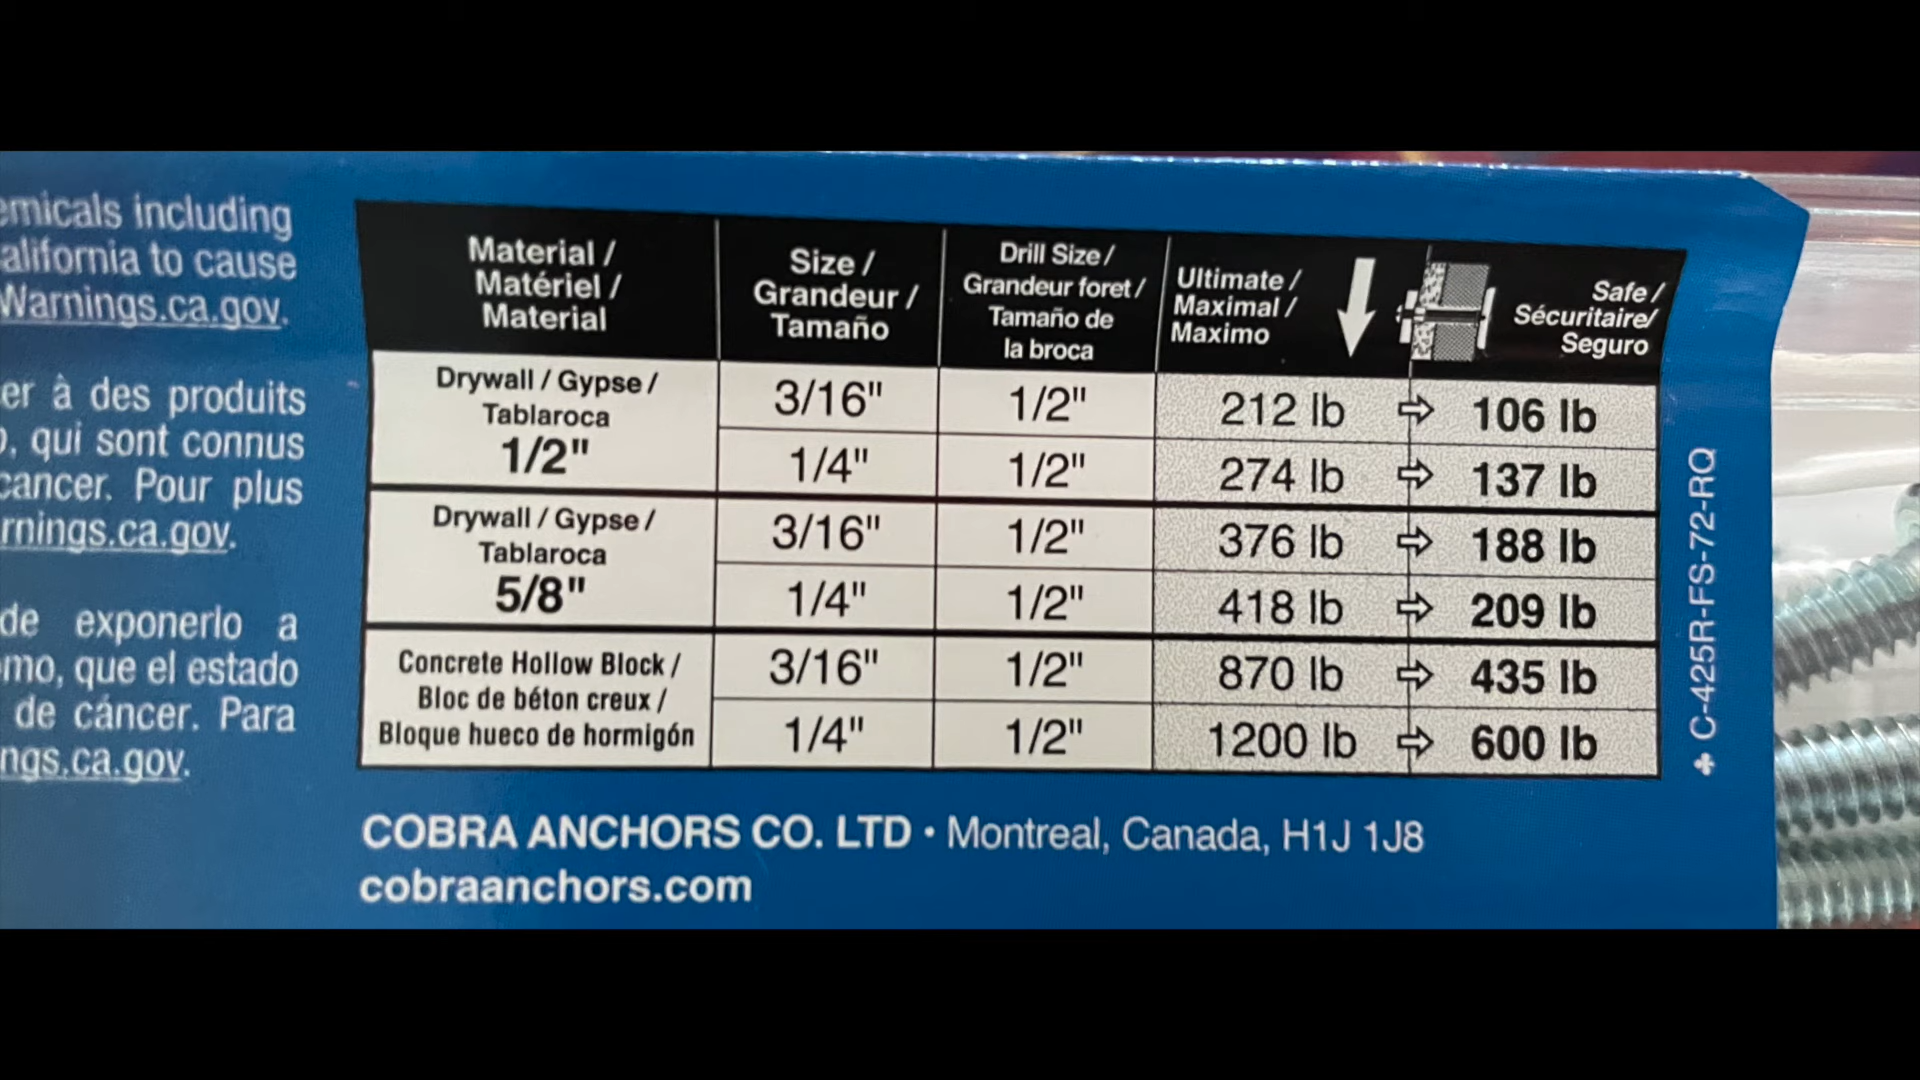 emicals including
alifornia to cause
Warnings.ca.gov.
er à des produits
, qui sont connus
cancer. Pour plus
rnings.ca.gov.
de exponerlo a
mo, que el estado
de cáncer. Para
ngs.ca.gov.
Material / Matériel / Material
Size / Grandeur / Tamaño
Drill Size / Grandeur foret / Tamaño de la broca
Ultimate / Maximal / Maximo
Safe / Sécuritaire/ Seguro
Drywall / Gypse / Tablaroca 1/2"
3/16" 1/2" 212 lb ⇨ 106 lb
1/4" 1/2" 274 lb ⇨ 137 lb
Drywall / Gypse / Tablaroca 5/8"
3/16" 1/2" 376 lb ⇨ 188 lb
1/4" 1/2" 418 lb ⇨ 209 lb
Concrete Hollow Block / Bloc de béton creux / Bloque hueco de hormigón
3/16" 1/2" 870 lb ⇨ 435 lb
1/4" 1/2" 1200 lb ⇨ 600 lb
COBRA ANCHORS CO. LTD • Montreal, Canada, H1J 1J8
cobraanchors.com
♣ C-425R-FS-72-RQ